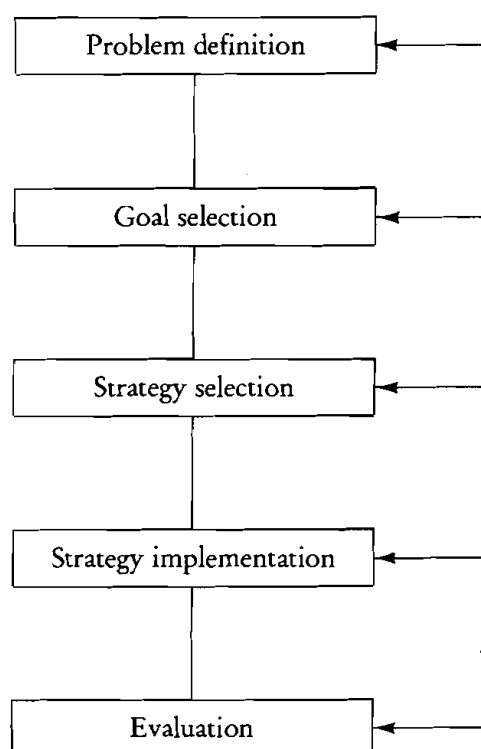 Problem definition
Goal selection
Strategy selection
Strategy implementation
Evaluation